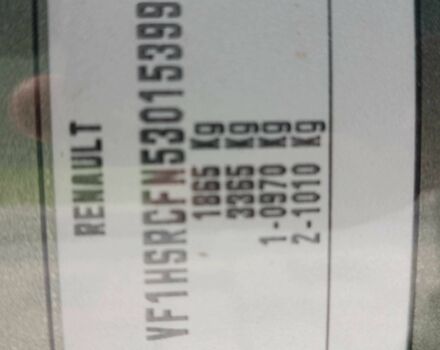 RENAULT
VF1HSRCFN53015399
1865 Kg
3365 Kg
1-0970 Kg
2-1010 Kg